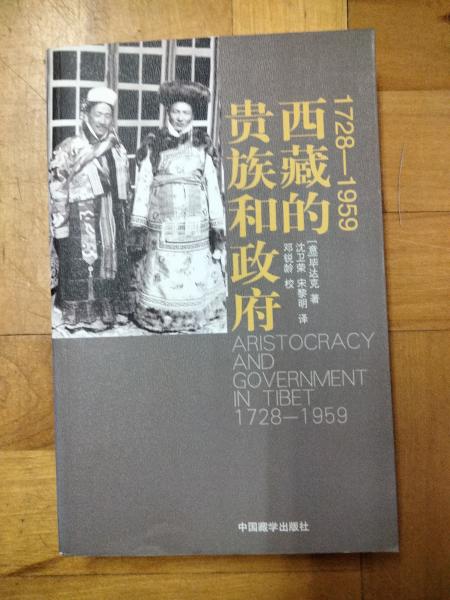 1728—1959
西藏的
贵族和政府
[意]毕达克 著
沈卫荣 宋黎明 译
邓锐龄 校
ARISTOCRACY
AND
GOVERNMENT
IN TIBET
1728—1959
中国藏学出版社